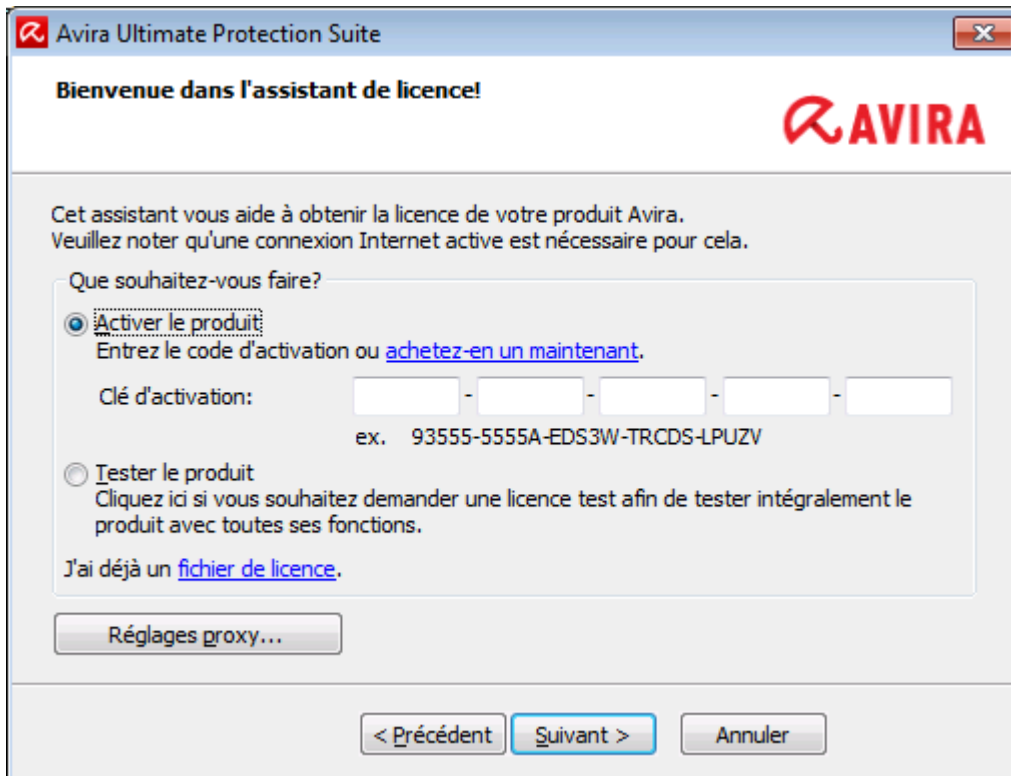 Avira Ultimate Protection Suite
Bienvenue dans l'assistant de licence!
AVIRA
Cet assistant vous aide à obtenir la licence de votre produit Avira.
Veuillez noter qu'une connexion Internet active est nécessaire pour cela.
Que souhaitez-vous faire?
Activer le produit
Entrez le code d'activation ou achetez-en un maintenant.
Clé d'activation: - - - -
ex. 93555-5555A-EDS3W-TRCDS-LPUZV
Tester le produit
Cliquez ici si vous souhaitez demander une licence test afin de tester intégralement le
produit avec toutes ses fonctions.
J'ai déjà un fichier de licence.
Réglages proxy...
< Précédent Suivant > Annuler